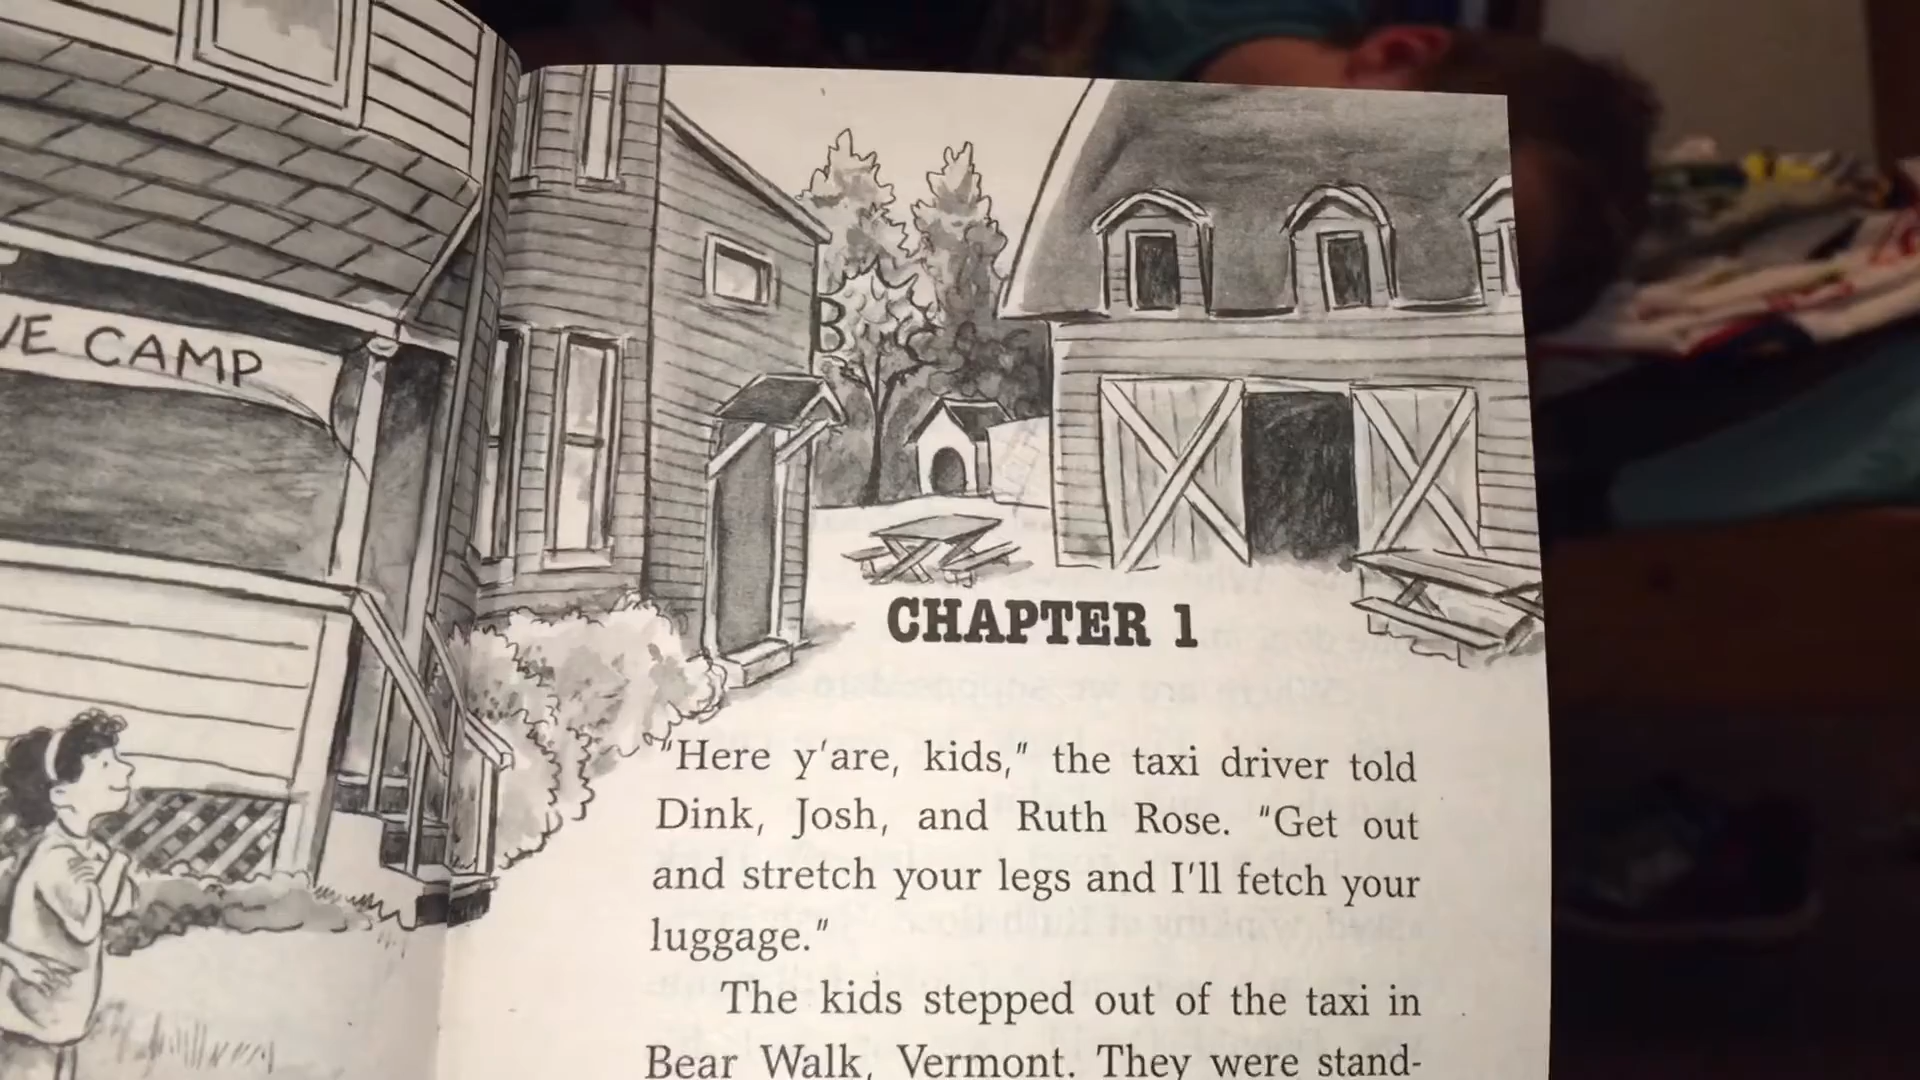 VE CAMP
B
CHAPTER 1
"Here y'are, kids," the taxi driver told
Dink, Josh, and Ruth Rose. "Get out
and stretch your legs and I'll fetch your
luggage."
The kids stepped out of the taxi in
Bear Walk, Vermont. They were stand-